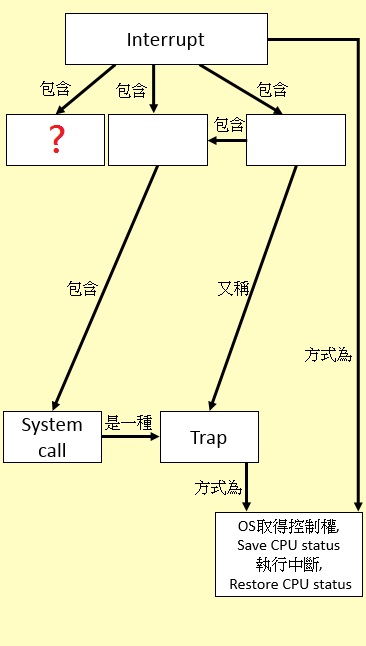 Interrupt
包含
包含
包含
?
包含
包含
又稱
方式為
System
call
是一種
Trap
方式為
OS取得控制權,
Save CPU status
執行中斷,
Restore CPU status